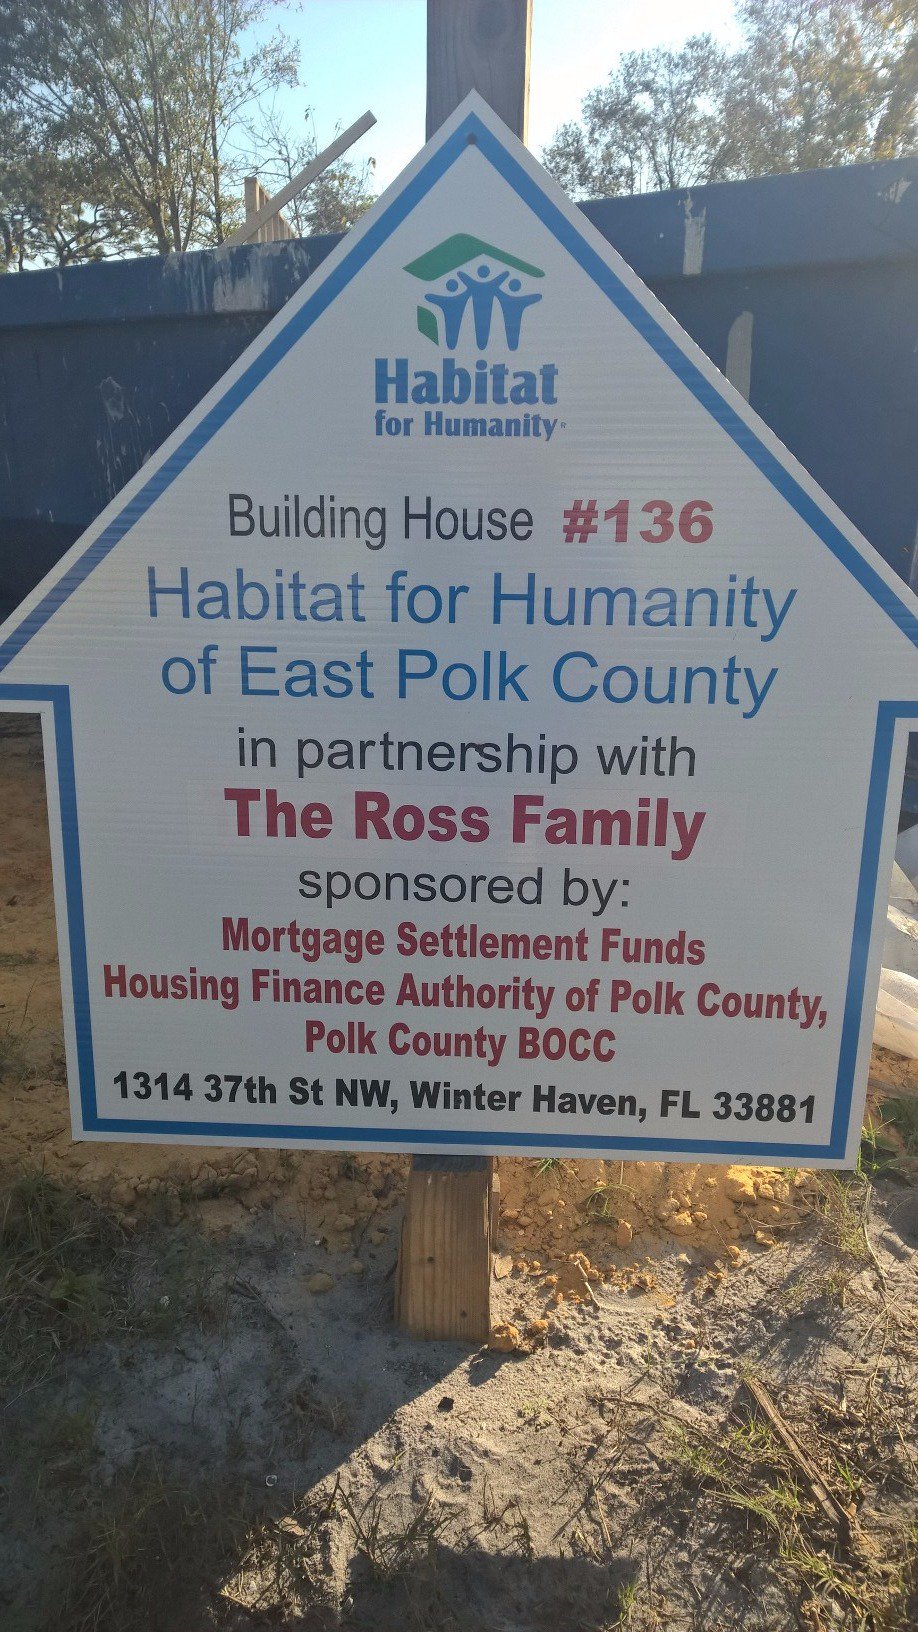 Habitat
for Humanity®
Building House #136
Habitat for Humanity
of East Polk County
in partnership with
The Ross Family
sponsored by:
Mortgage Settlement Funds
Housing Finance Authority of Polk County,
Polk County BOCC
1314 37th St NW, Winter Haven, FL 33881